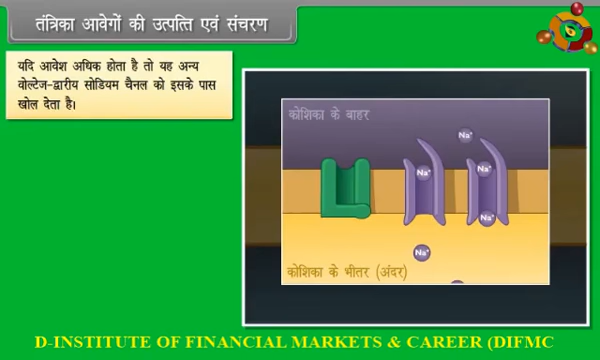 तंत्रिका आवेगों की उत्पत्ति एवं संचरण
यदि आवेश अधिक होता है तो यह अन्य
वोल्टेज-द्वारीय सोडियम चैनल को इसके पास
खोल देता है।
कोशिका के बाहर
Na⁺
Na⁺
Na⁺
Na⁺
Na⁺
कोशिका के भीतर (अंदर)
D-INSTITUTE OF FINANCIAL MARKETS & CAREER (DIFMC